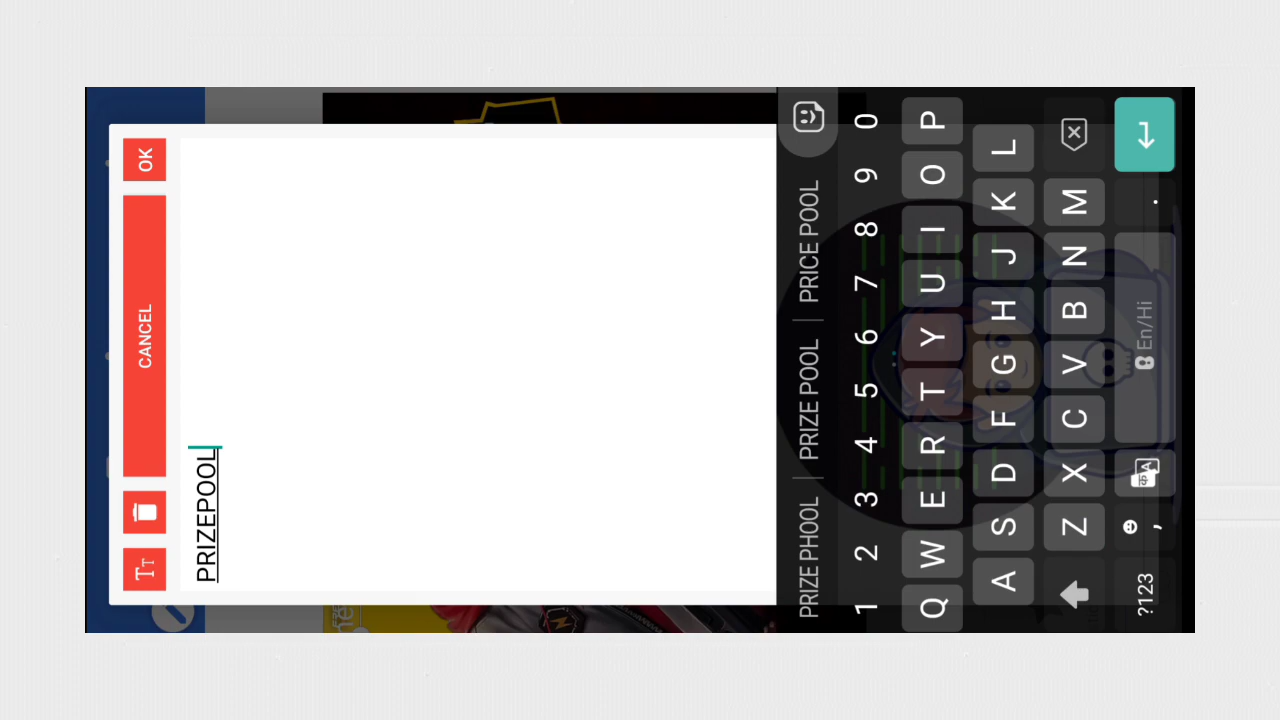 TT
CANCEL
OK
PRIZEPOOL
PRIZE PHOOL
PRIZE POOL
PRICE POOL
1 2 3 4 5 6 7 8 9 0
Q W E R T Y U I O P
A S D F G H J K L
Z X C V B N M
?123
,
En/Hi
.